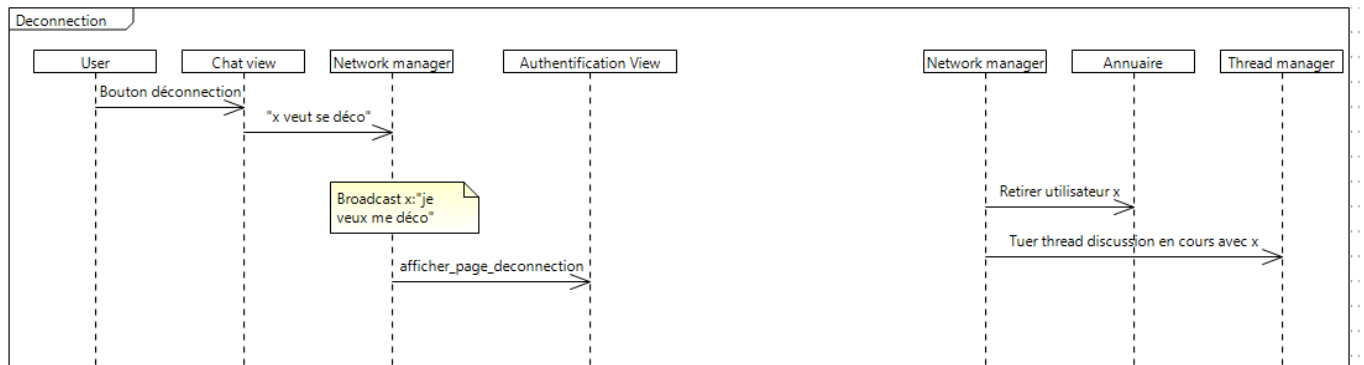 Deconnection
User
Chat view
Network manager
Authentification View
Network manager
Annuaire
Thread manager
Bouton déconnection
"x veut se déco"
Broadcast x:"je
veux me déco"
Retirer utilisateur x
Tuer thread discussion en cours avec x
afficher_page_deconnection